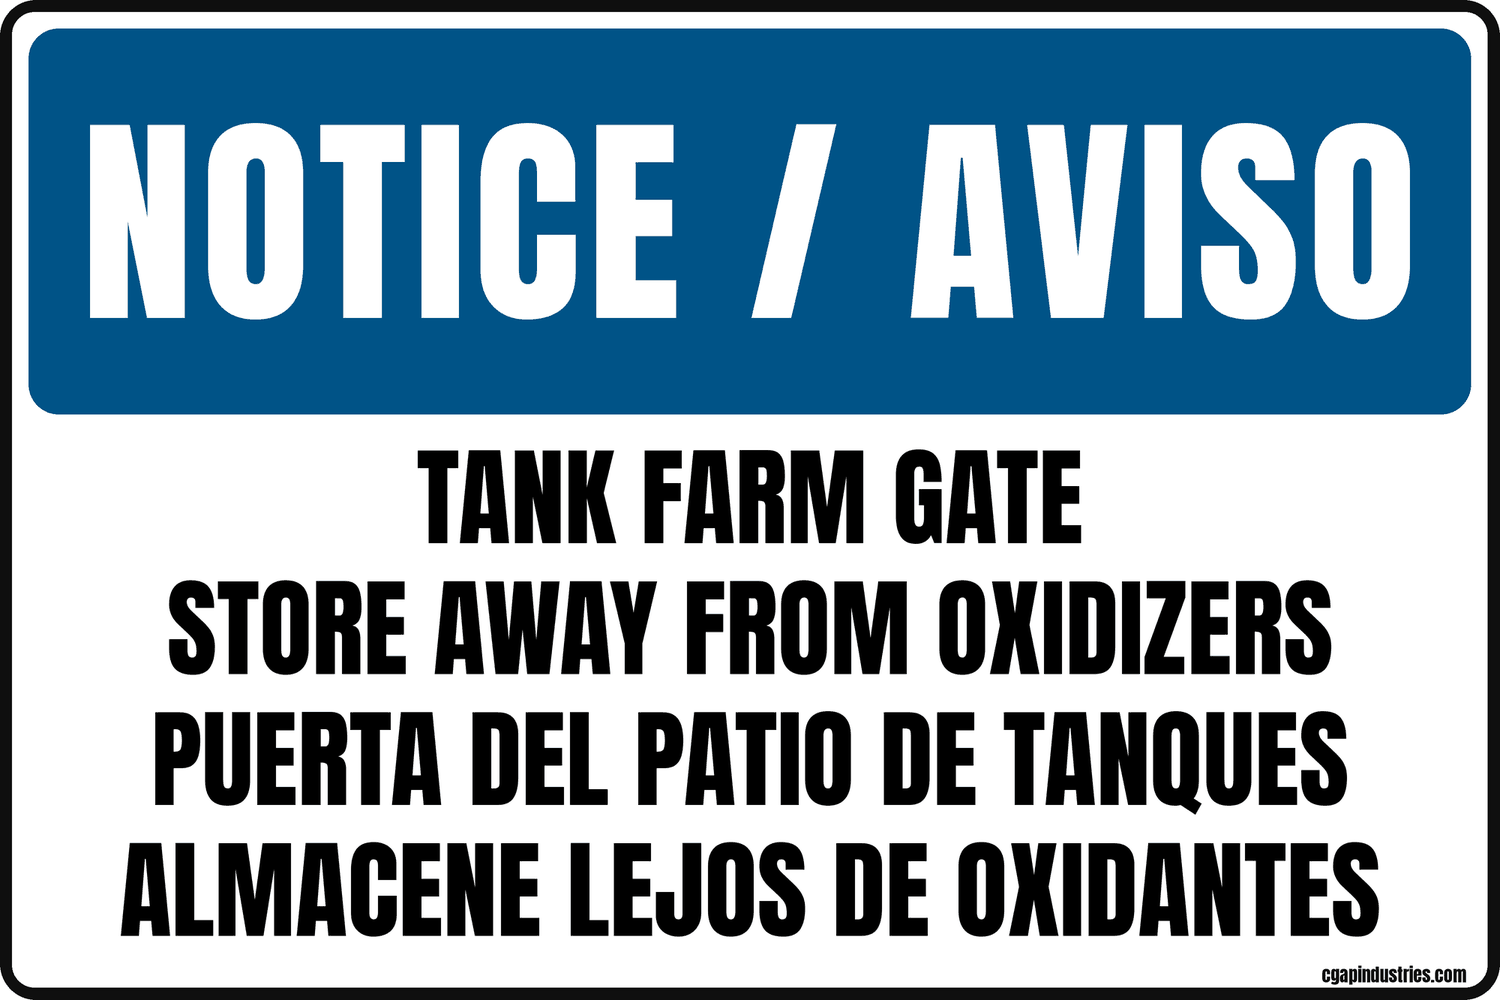 NOTICE / AVISO
TANK FARM GATE
STORE AWAY FROM OXIDIZERS
PUERTA DEL PATIO DE TANQUES
ALMACENE LEJOS DE OXIDANTES
cgapindustries.com